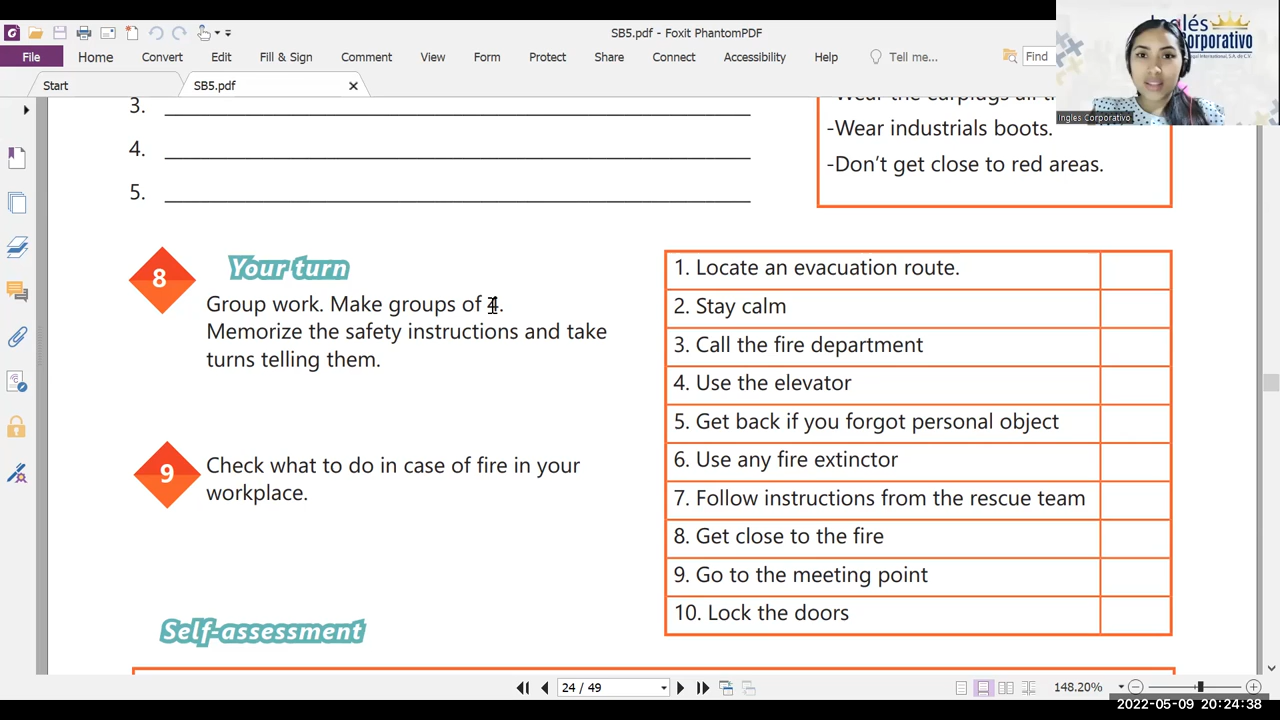 SB5.pdf - Foxit PhantomPDF
File Home Convert Edit Fill & Sign Comment View Form Protect Share Connect Accessibility Help Tell me... Find
Inglés
Corporativo
Ingles Corporativo
Start SB5.pdf
3.
4.
5.
-Wear the earplugs all
-Wear industrials boots.
-Don't get close to red areas.
8 Your turn
Group work. Make groups of 4.
Memorize the safety instructions and take
turns telling them.
9 Check what to do in case of fire in your
workplace.
1. Locate an evacuation route.
2. Stay calm
3. Call the fire department
4. Use the elevator
5. Get back if you forgot personal object
6. Use any fire extinctor
7. Follow instructions from the rescue team
8. Get close to the fire
9. Go to the meeting point
10. Lock the doors
Self-assessment
24 / 49
148.20%
2022-05-09 20:24:38